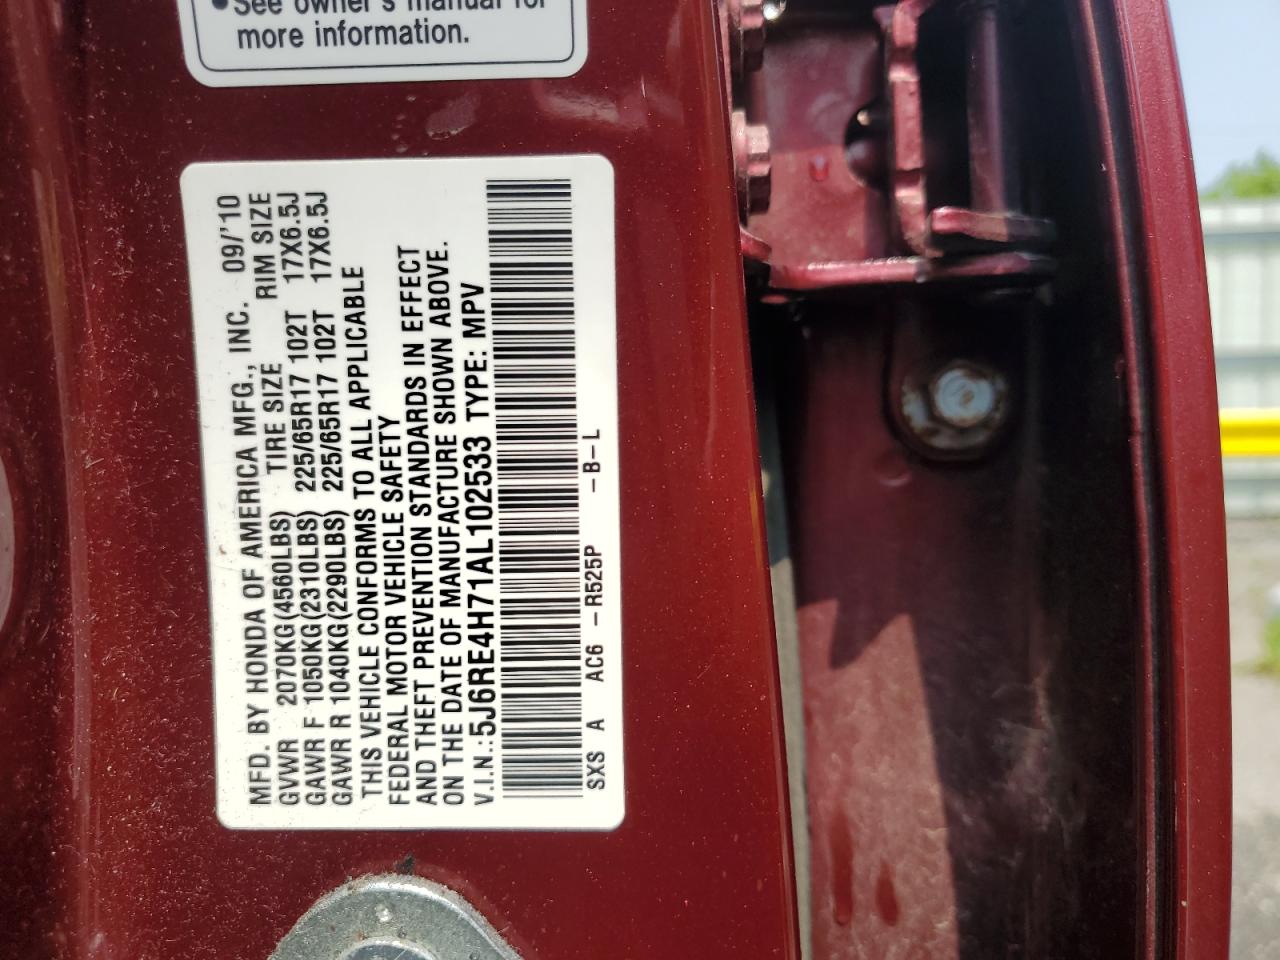 •See owner's manual for
more information.
MFD. BY HONDA OF AMERICA MFG., INC. 09/'10
GVWR 2070KG(4560LBS) TIRE SIZE RIM SIZE
GAWR F 1050KG(2310LBS) 225/65R17 102T 17X6.5J
GAWR R 1040KG(2290LBS) 225/65R17 102T 17X6.5J
THIS VEHICLE CONFORMS TO ALL APPLICABLE
FEDERAL MOTOR VEHICLE SAFETY
AND THEFT PREVENTION STANDARDS IN EFFECT
ON THE DATE OF MANUFACTURE SHOWN ABOVE.
V.I.N.:5J6RE4H71AL102533 TYPE: MPV
SXS A AC6 -R525P -B-L